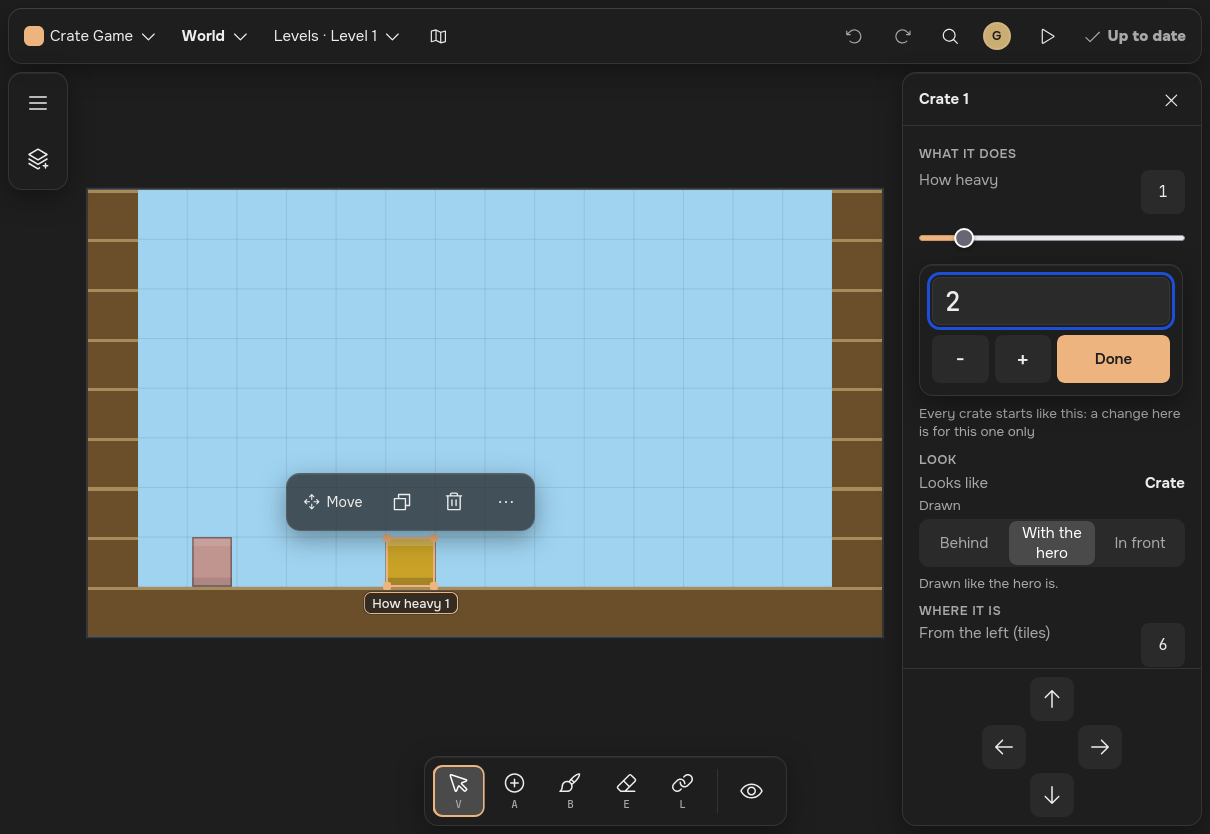 Crate Game
World
Levels · Level 1
G
Up to date
Crate 1
WHAT IT DOES
How heavy
1
2
-
+
Done
Every crate starts like this: a change here
is for this one only
LOOK
Looks like
Crate
Drawn
Behind
With the
hero
In front
Drawn like the hero is.
WHERE IT IS
From the left (tiles)
6
Move
How heavy 1
V
A
B
E
L